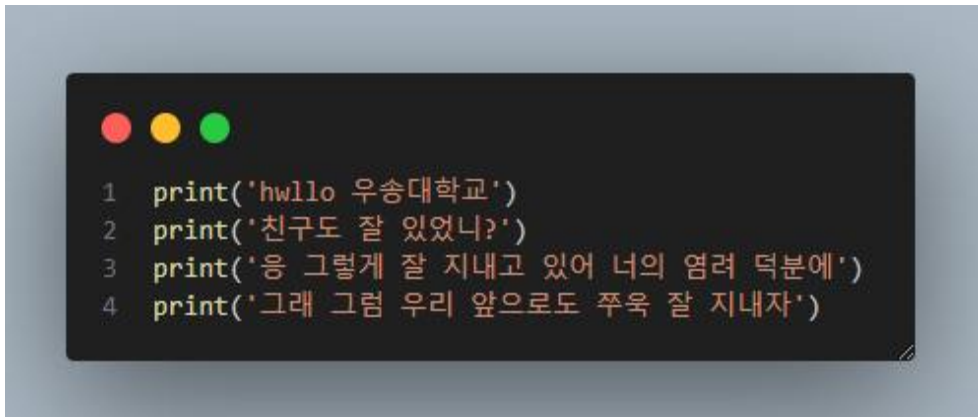 1 print('hwllo 우송대학교')
2 print('친구도 잘 있었니?')
3 print('응 그렇게 잘 지내고 있어 너의 염려 덕분에')
4 print('그래 그럼 우리 앞으로도 쭈욱 잘 지내자')